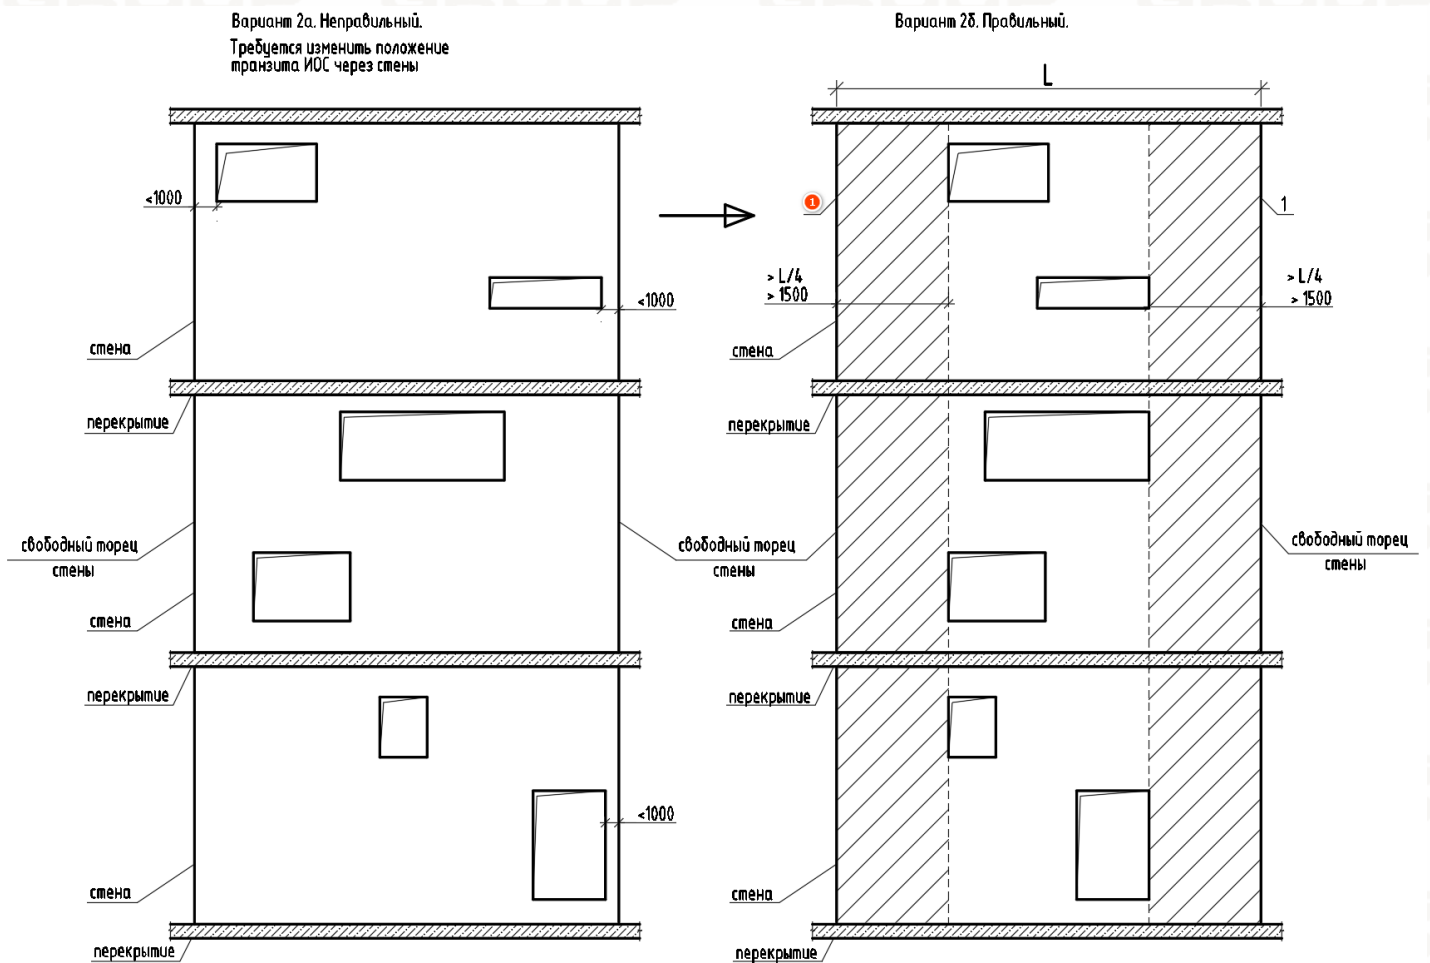 Вариант 2а. Неправильный.
Требуется изменить положение
транзита ИОС через стены
<1000
<1000
стена
перекрытие
свободный торец
стены
стена
перекрытие
<1000
стена
перекрытие
Вариант 2б. Правильный.
L
1
1
> L/4
> 1500
> L/4
> 1500
стена
перекрытие
свободный торец
стены
свободный торец
стены
стена
перекрытие
стена
перекрытие